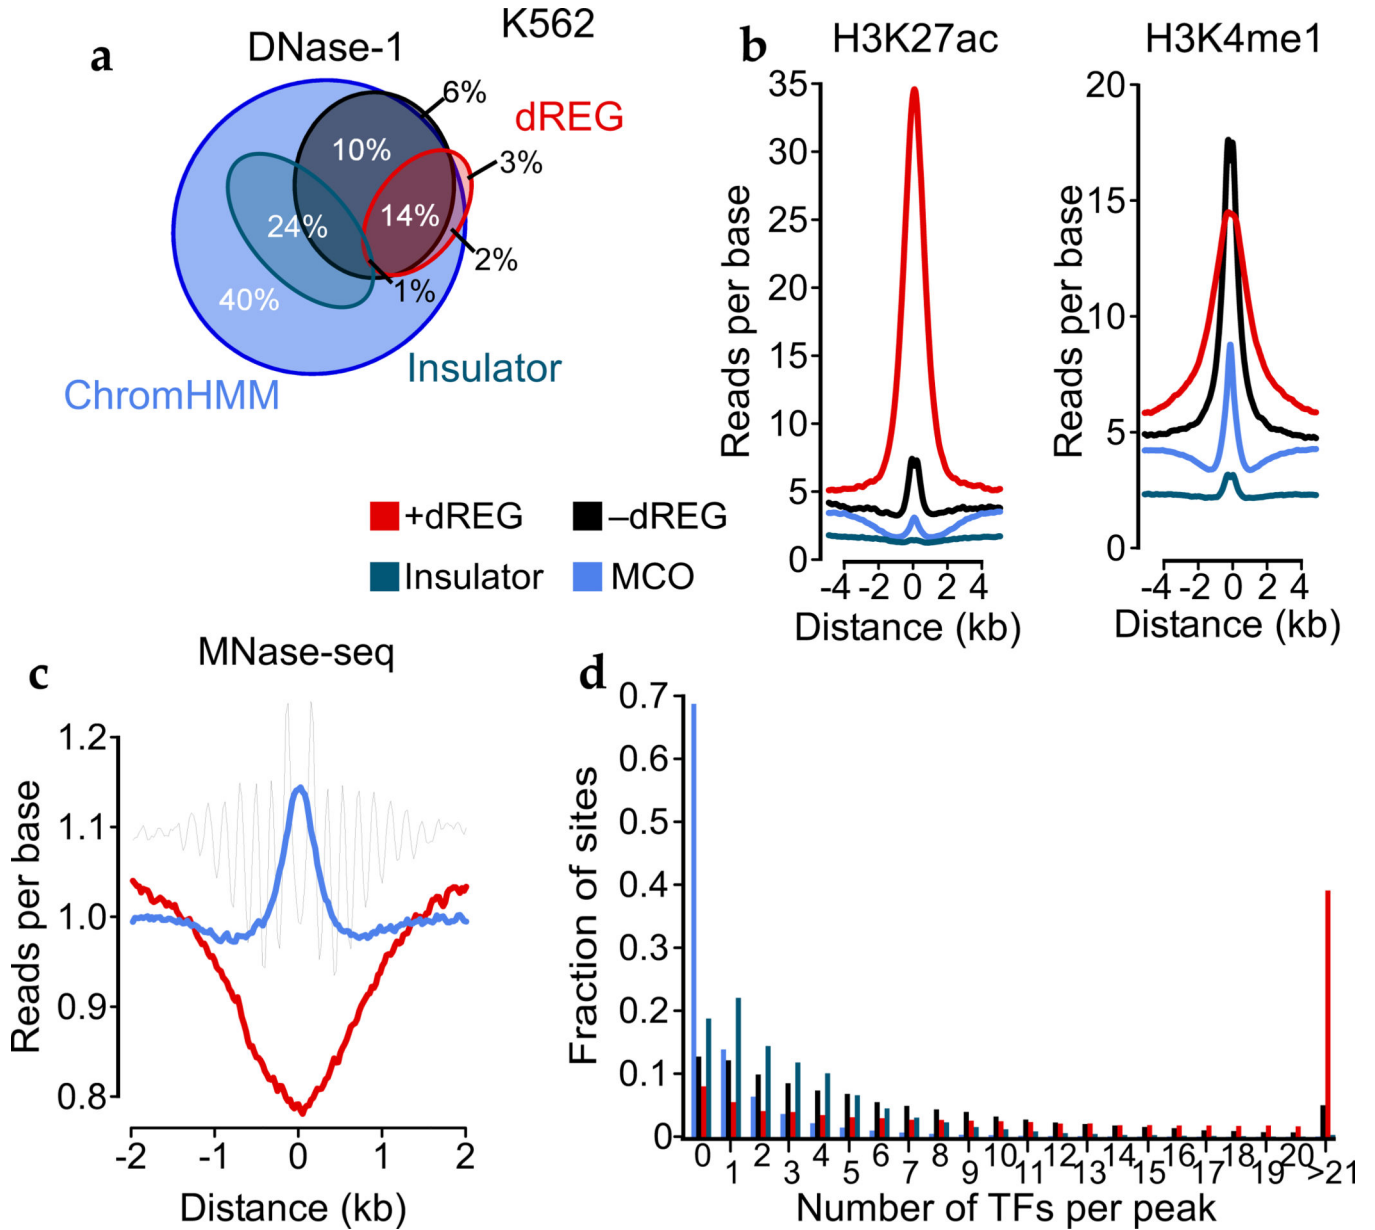 a
DNase-1
K562
6%
dREG
10%
3%
14%
24%
2%
1%
40%
Insulator
ChromHMM
b
H3K27ac
H3K4me1
Reads per base
35
30
25
20
15
10
5
0
-4 -2 0 2 4
Distance (kb)
Reads per base
20
15
10
5
0
-4 -2 0 2 4
Distance (kb)
+dREG
–dREG
Insulator
MCO
c
MNase-seq
Reads per base
1.2
1.1
1.0
0.9
0.8
-2 -1 0 1 2
Distance (kb)
d
Fraction of sites
0.7
0.6
0.5
0.4
0.3
0.2
0.1
0
0 1 2 3 4 5 6 7 8 9 10 11 12 13 14 15 16 17 18 19 20 >21
Number of TFs per peak